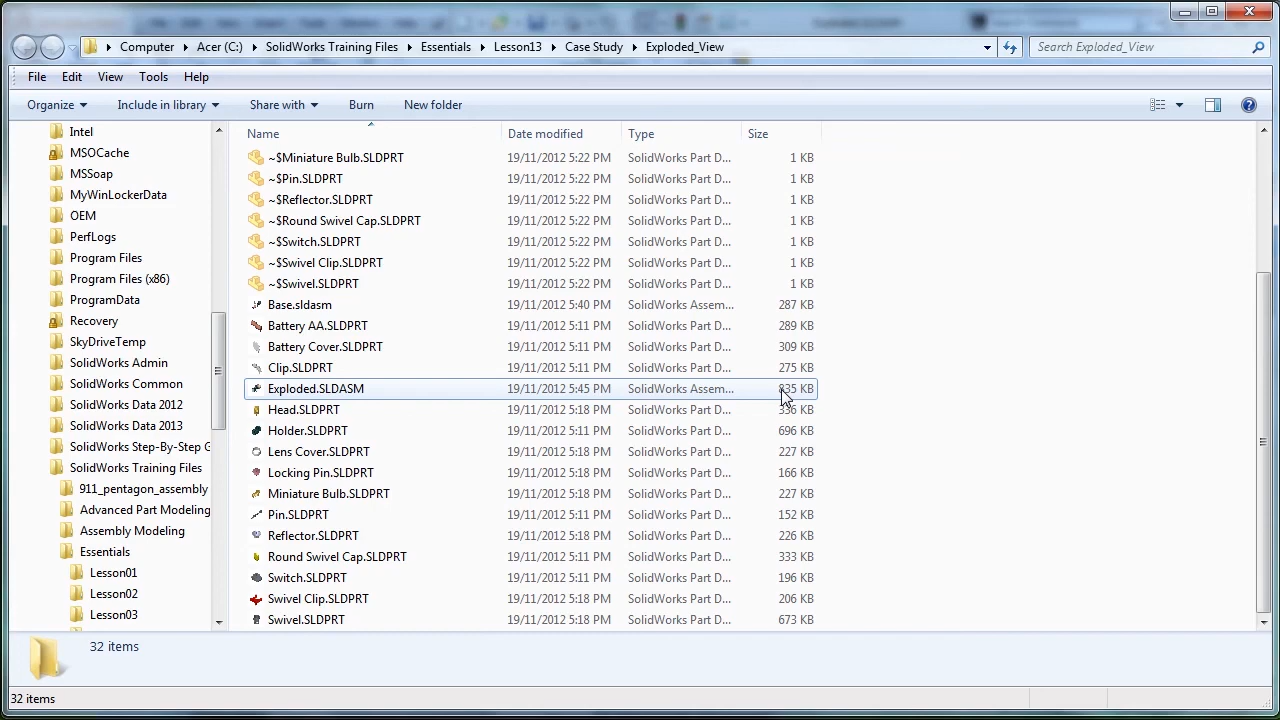 Computer Acer (C:) SolidWorks Training Files Essentials Lesson13 Case Study Exploded_View Search Exploded_View
File Edit View Tools Help
Organize Include in library Share with Burn New folder
Intel
MSOCache
MSSoap
MyWinLockerData
OEM
PerfLogs
Program Files
Program Files (x86)
ProgramData
Recovery
SkyDriveTemp
SolidWorks Admin
SolidWorks Common
SolidWorks Data 2012
SolidWorks Data 2013
SolidWorks Step-By-Step G
SolidWorks Training Files
911_pentagon_assembly
Advanced Part Modeling
Assembly Modeling
Essentials
Lesson01
Lesson02
Lesson03
Name Date modified Type Size
~$Miniature Bulb.SLDPRT 19/11/2012 5:22 PM SolidWorks Part D... 1 KB
~$Pin.SLDPRT 19/11/2012 5:22 PM SolidWorks Part D... 1 KB
~$Reflector.SLDPRT 19/11/2012 5:22 PM SolidWorks Part D... 1 KB
~$Round Swivel Cap.SLDPRT 19/11/2012 5:22 PM SolidWorks Part D... 1 KB
~$Switch.SLDPRT 19/11/2012 5:22 PM SolidWorks Part D... 1 KB
~$Swivel Clip.SLDPRT 19/11/2012 5:22 PM SolidWorks Part D... 1 KB
~$Swivel.SLDPRT 19/11/2012 5:22 PM SolidWorks Part D... 1 KB
Base.sldasm 19/11/2012 5:40 PM SolidWorks Assem... 287 KB
Battery AA.SLDPRT 19/11/2012 5:11 PM SolidWorks Part D... 289 KB
Battery Cover.SLDPRT 19/11/2012 5:11 PM SolidWorks Part D... 309 KB
Clip.SLDPRT 19/11/2012 5:11 PM SolidWorks Part D... 275 KB
Exploded.SLDASM 19/11/2012 5:45 PM SolidWorks Assem... KB
Head.SLDPRT 19/11/2012 5:18 PM SolidWorks Part D... 336 KB
Holder.SLDPRT 19/11/2012 5:11 PM SolidWorks Part D... 696 KB
Lens Cover.SLDPRT 19/11/2012 5:18 PM SolidWorks Part D... 227 KB
Locking Pin.SLDPRT 19/11/2012 5:18 PM SolidWorks Part D... 166 KB
Miniature Bulb.SLDPRT 19/11/2012 5:18 PM SolidWorks Part D... 227 KB
Pin.SLDPRT 19/11/2012 5:11 PM SolidWorks Part D... 152 KB
Reflector.SLDPRT 19/11/2012 5:18 PM SolidWorks Part D... 226 KB
Round Swivel Cap.SLDPRT 19/11/2012 5:11 PM SolidWorks Part D... 333 KB
Switch.SLDPRT 19/11/2012 5:11 PM SolidWorks Part D... 196 KB
Swivel Clip.SLDPRT 19/11/2012 5:18 PM SolidWorks Part D... 206 KB
Swivel.SLDPRT 19/11/2012 5:18 PM SolidWorks Part D... 673 KB
32 items
32 items